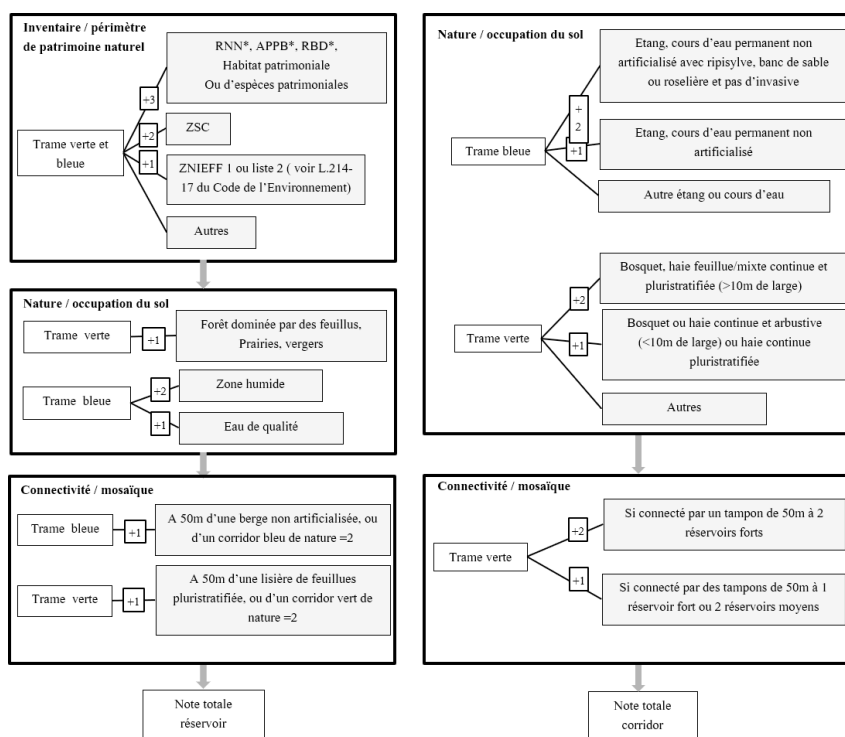 Inventaire / périmètre
de patrimoine naturel
RNN*, APPB*, RBD*,
Habitat patrimoniale
Ou d'espèces patrimoniales
+3
ZSC
+2
Trame verte et
bleue
+1
ZNIEFF 1 ou liste 2 ( voir L.214-
17 du Code de l'Environnement)
Autres
Nature / occupation du sol
Trame verte
+1
Forêt dominée par des feuillus,
Prairies, vergers
Trame bleue
+2
Zone humide
+1
Eau de qualité
Connectivité / mosaïque
Trame bleue
+1
A 50m d'une berge non artificialisée, ou
d'un corridor bleu de nature =2
Trame verte
+1
A 50m d'une lisière de feuillues
pluristratifiée, ou d'un corridor vert de
nature =2
Note totale
réservoir
Nature / occupation du sol
Etang, cours d'eau permanent non
artificialisé avec ripisylve, banc de sable
ou roselière et pas d'invasive
+
2
Trame bleue
+1
Etang, cours d'eau permanent non
artificialisé
Autre étang ou cours d'eau
Bosquet, haie feuillue/mixte continue et
pluristratifiée (>10m de large)
+2
Trame verte
+1
Bosquet ou haie continue et arbustive
(<10m de large) ou haie continue
pluristratifiée
Autres
Connectivité / mosaïque
Trame verte
+2
Si connecté par un tampon de 50m à 2
réservoirs forts
+1
Si connecté par des tampons de 50m à 1
réservoir fort ou 2 réservoirs moyens
Note totale
corridor